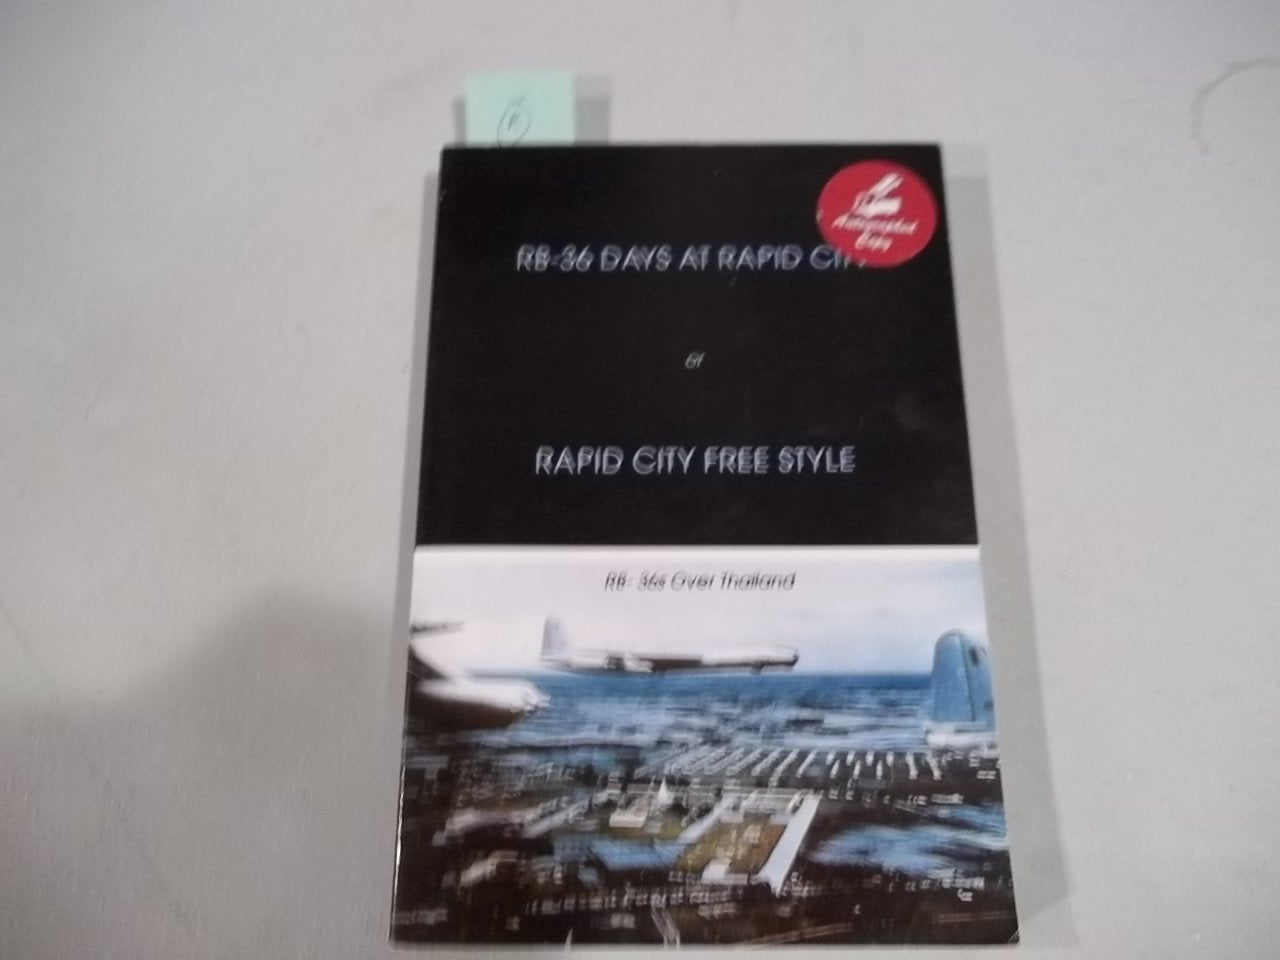 Autographed
Copy
RB-36 DAYS AT RAPID CITY
or
RAPID CITY FREE STYLE
RB- 36s Over Thailand